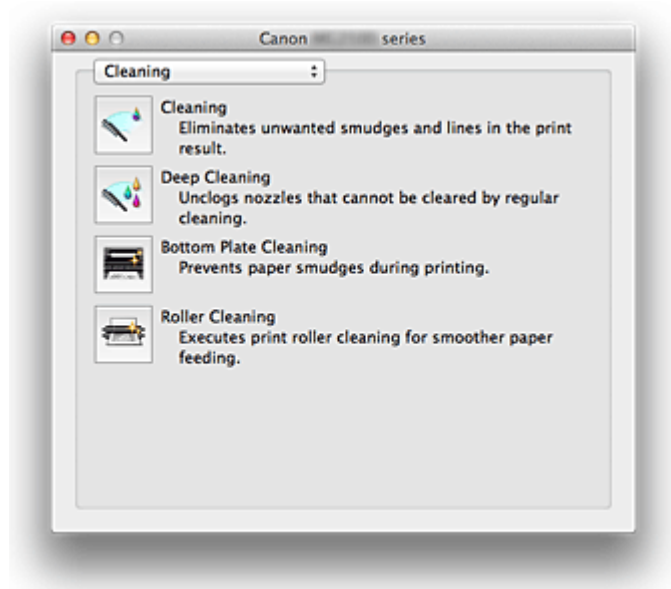 Canon series
Cleaning
Cleaning
Eliminates unwanted smudges and lines in the print
result.
Deep Cleaning
Unclogs nozzles that cannot be cleared by regular
cleaning.
Bottom Plate Cleaning
Prevents paper smudges during printing.
Roller Cleaning
Executes print roller cleaning for smoother paper
feeding.